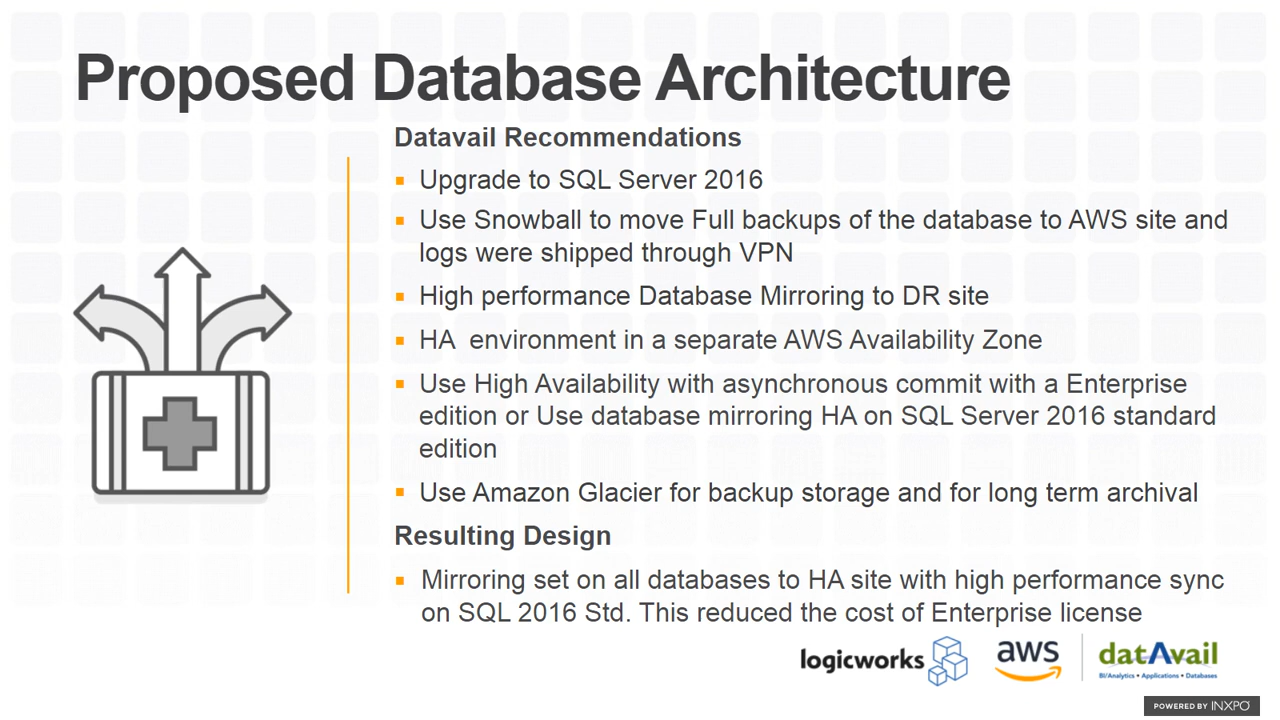 Proposed Database Architecture
Datavail Recommendations
Upgrade to SQL Server 2016
Use Snowball to move Full backups of the database to AWS site and
logs were shipped through VPN
High performance Database Mirroring to DR site
HA  environment in a separate AWS Availability Zone
Use High Availability with asynchronous commit with a Enterprise
edition or Use database mirroring HA on SQL Server 2016 standard
edition
Use Amazon Glacier for backup storage and for long term archival
Resulting Design
Mirroring set on all databases to HA site with high performance sync
on SQL 2016 Std. This reduced the cost of Enterprise license
logicworks
aws
datAvail
BI/Analytics • Applications • Databases
POWERED BY INXPO